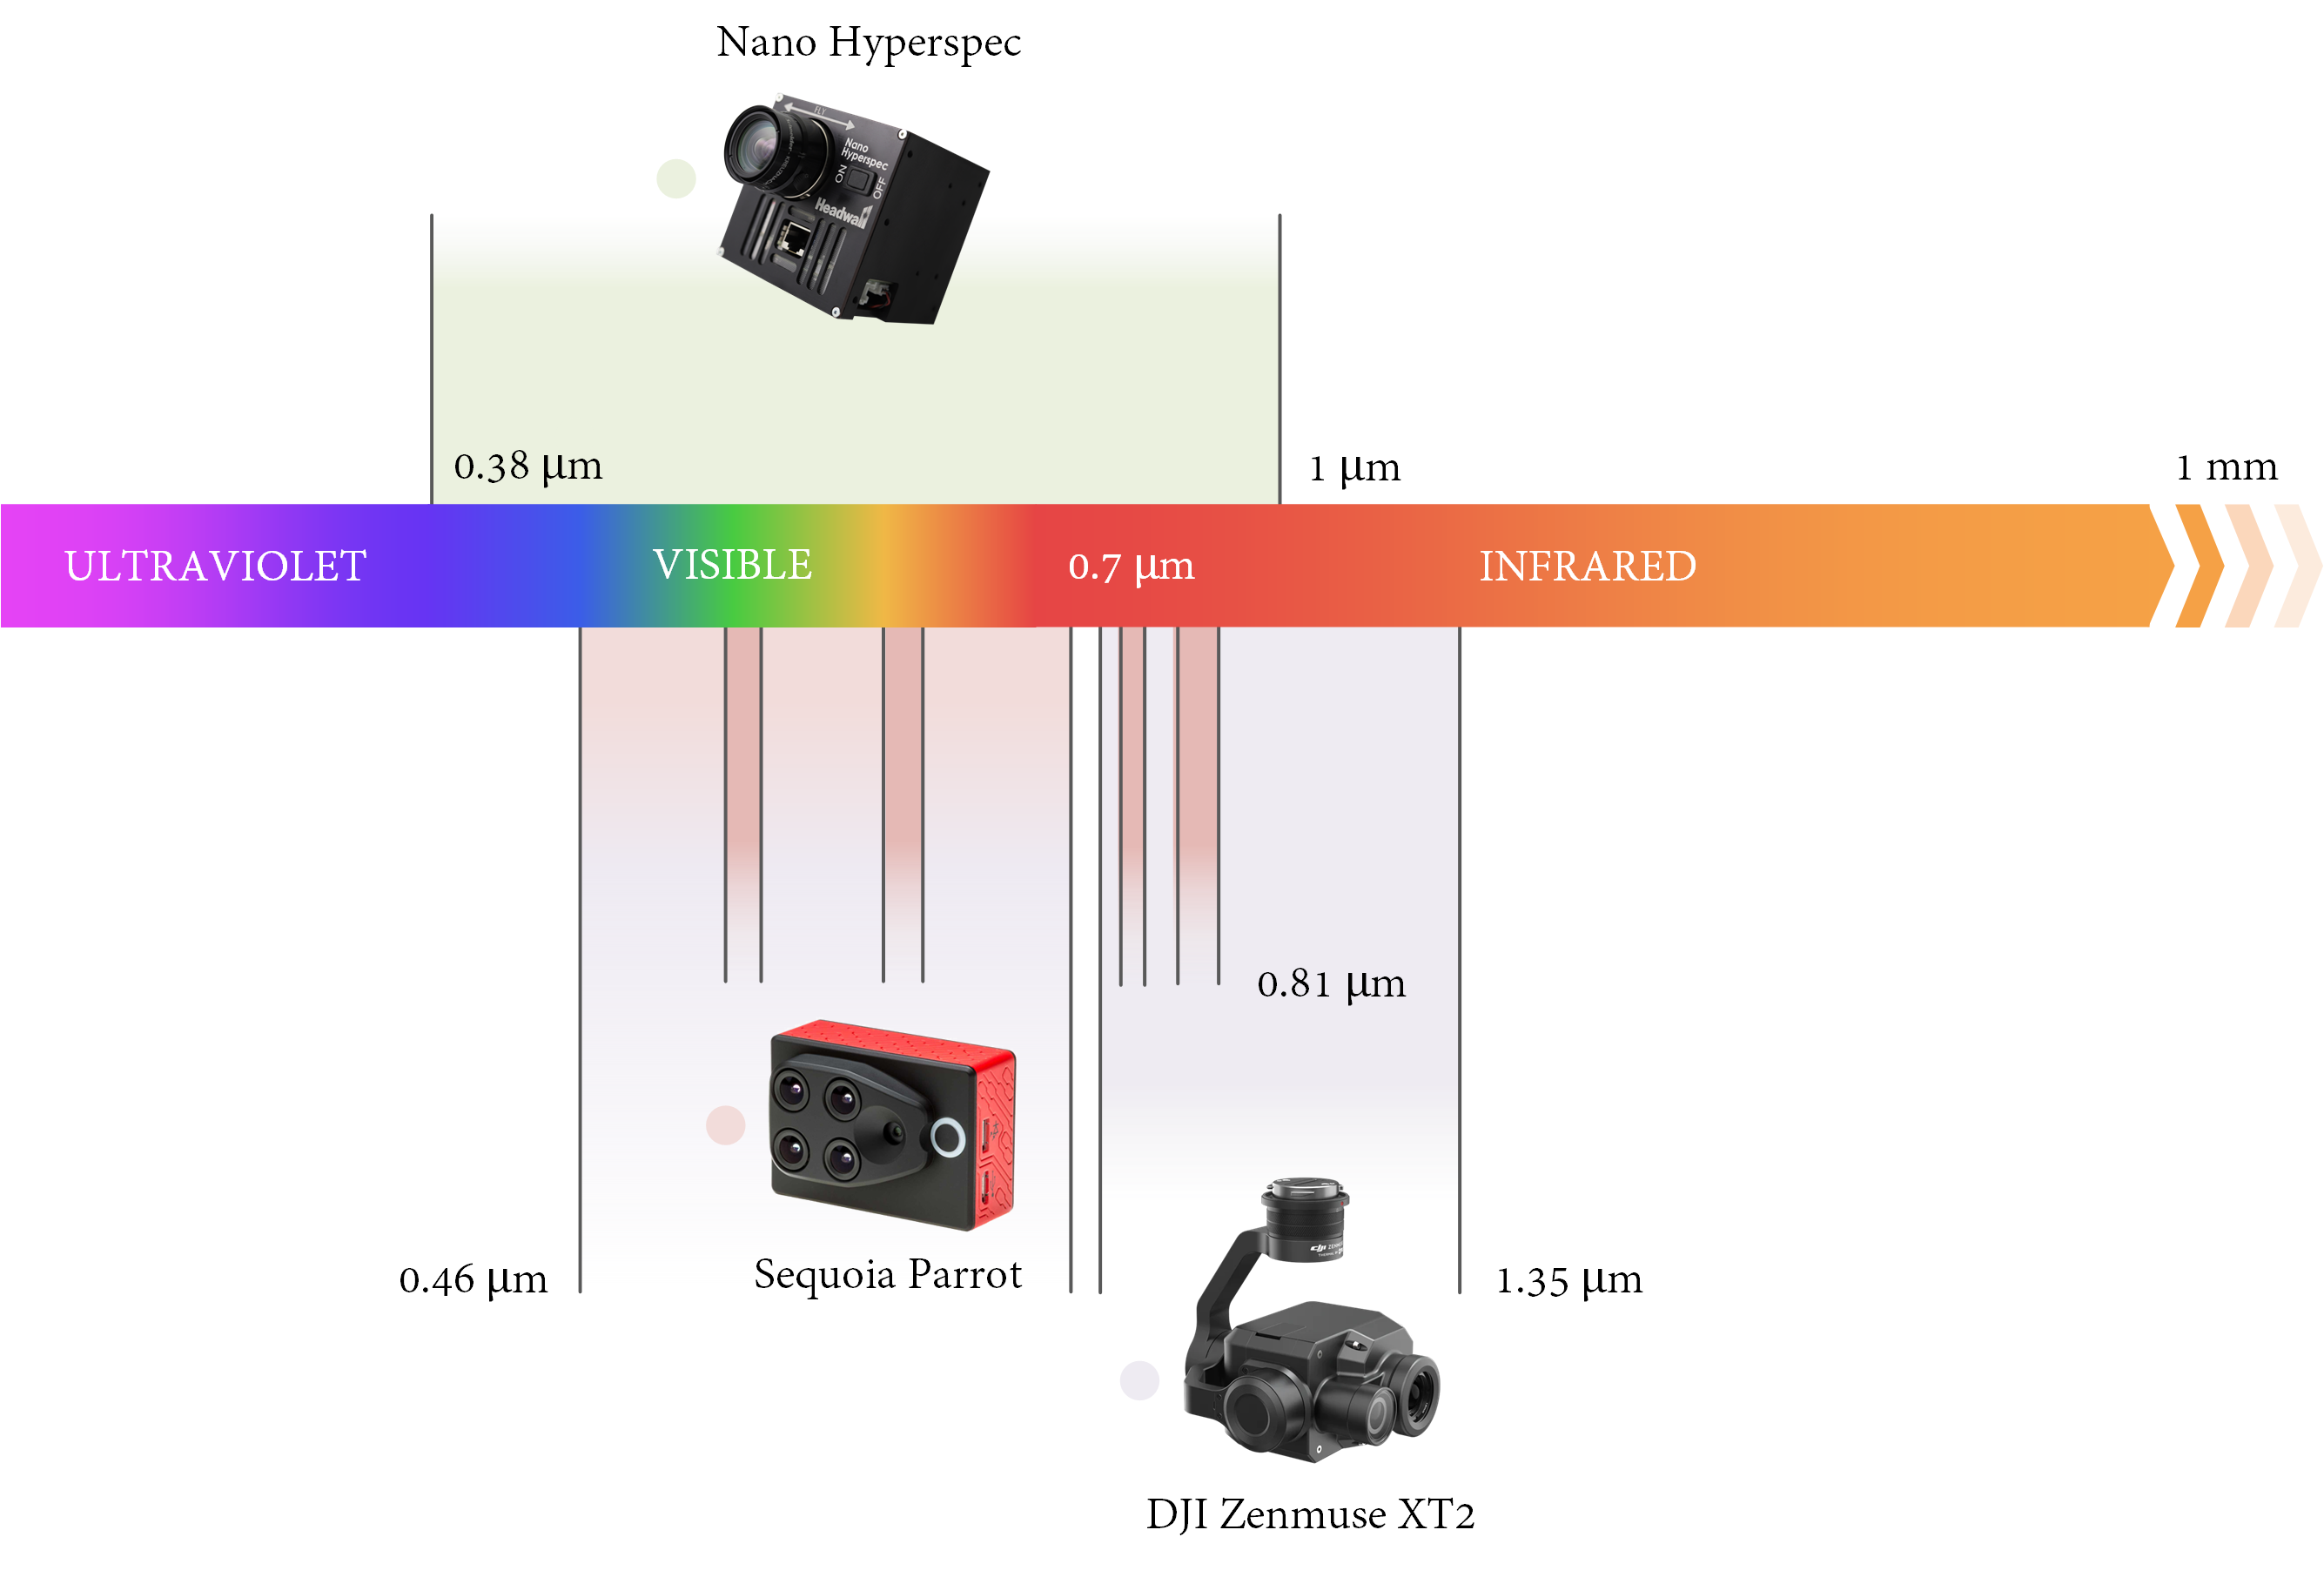 Nano Hyperspec
FLY
Nano
Hyperspec
ON
OFF
Headwall
0.38 µm
1 µm
1 mm
ULTRAVIOLET
VISIBLE
0.7 µm
INFRARED
0.81 µm
Sequoia Parrot
0.46 µm
1.35 µm
DJI Zenmuse XT2